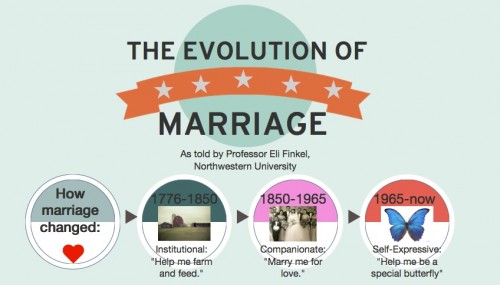 THE EVOLUTION OF
MARRIAGE
As told by Professor Eli Finkel,
Northwestern University
How
marriage
changed:
1776-1850
Institutional:
"Help me farm
and feed."
1850-1965
Companionate:
"Marry me for
love."
1965-now
Self-Expressive:
"Help me be a
special butterfly"